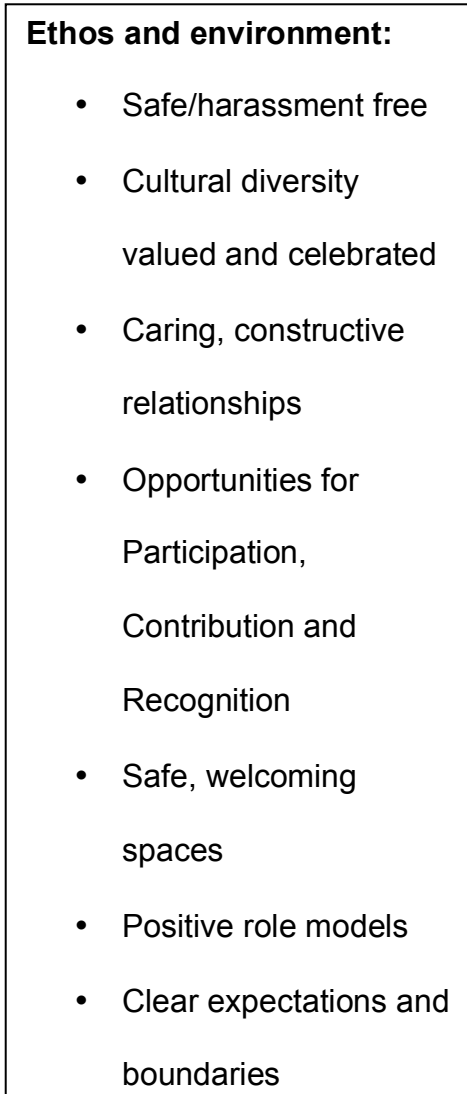 Ethos and environment:
• Safe/harassment free
• Cultural diversity
valued and celebrated
• Caring, constructive
relationships
• Opportunities for
Participation,
Contribution and
Recognition
• Safe, welcoming
spaces
• Positive role models
• Clear expectations and
boundaries